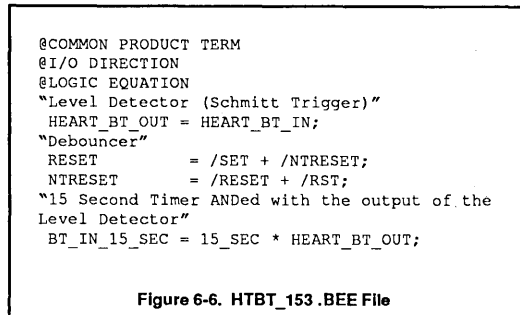 @COMMON PRODUCT TERM
@I/O DIRECTION
@LOGIC EQUATION
"Level Detector (Schmitt Trigger)"
HEART_BT_OUT = HEART_BT_IN;
"Debouncer"
RESET = /SET + /NTRESET;
NTRESET = /RESET + /RST;
"15 Second Timer ANDed with the output of the
Level Detector"
BT_IN_15_SEC = 15_SEC * HEART_BT_OUT;
Figure 6-6. HTBT_153 .BEE File